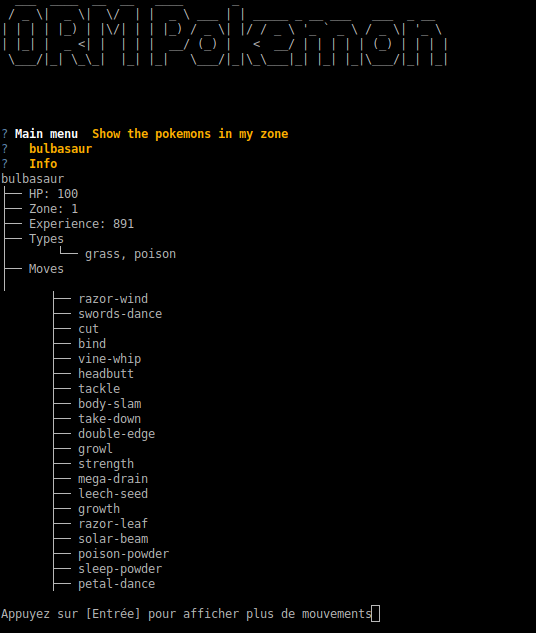 ORM Pokemon
? Main menu  Show the pokemons in my zone
?   bulbasaur
?   Info
bulbasaur
├── HP: 100
├── Zone: 1
├── Experience: 891
├── Types
│       └── grass, poison
├── Moves
│
        ├── razor-wind
        ├── swords-dance
        ├── cut
        ├── bind
        ├── vine-whip
        ├── headbutt
        ├── tackle
        ├── body-slam
        ├── take-down
        ├── double-edge
        ├── growl
        ├── strength
        ├── mega-drain
        ├── leech-seed
        ├── growth
        ├── razor-leaf
        ├── solar-beam
        ├── poison-powder
        ├── sleep-powder
        ├── petal-dance
Appuyez sur [Entrée] pour afficher plus de mouvements